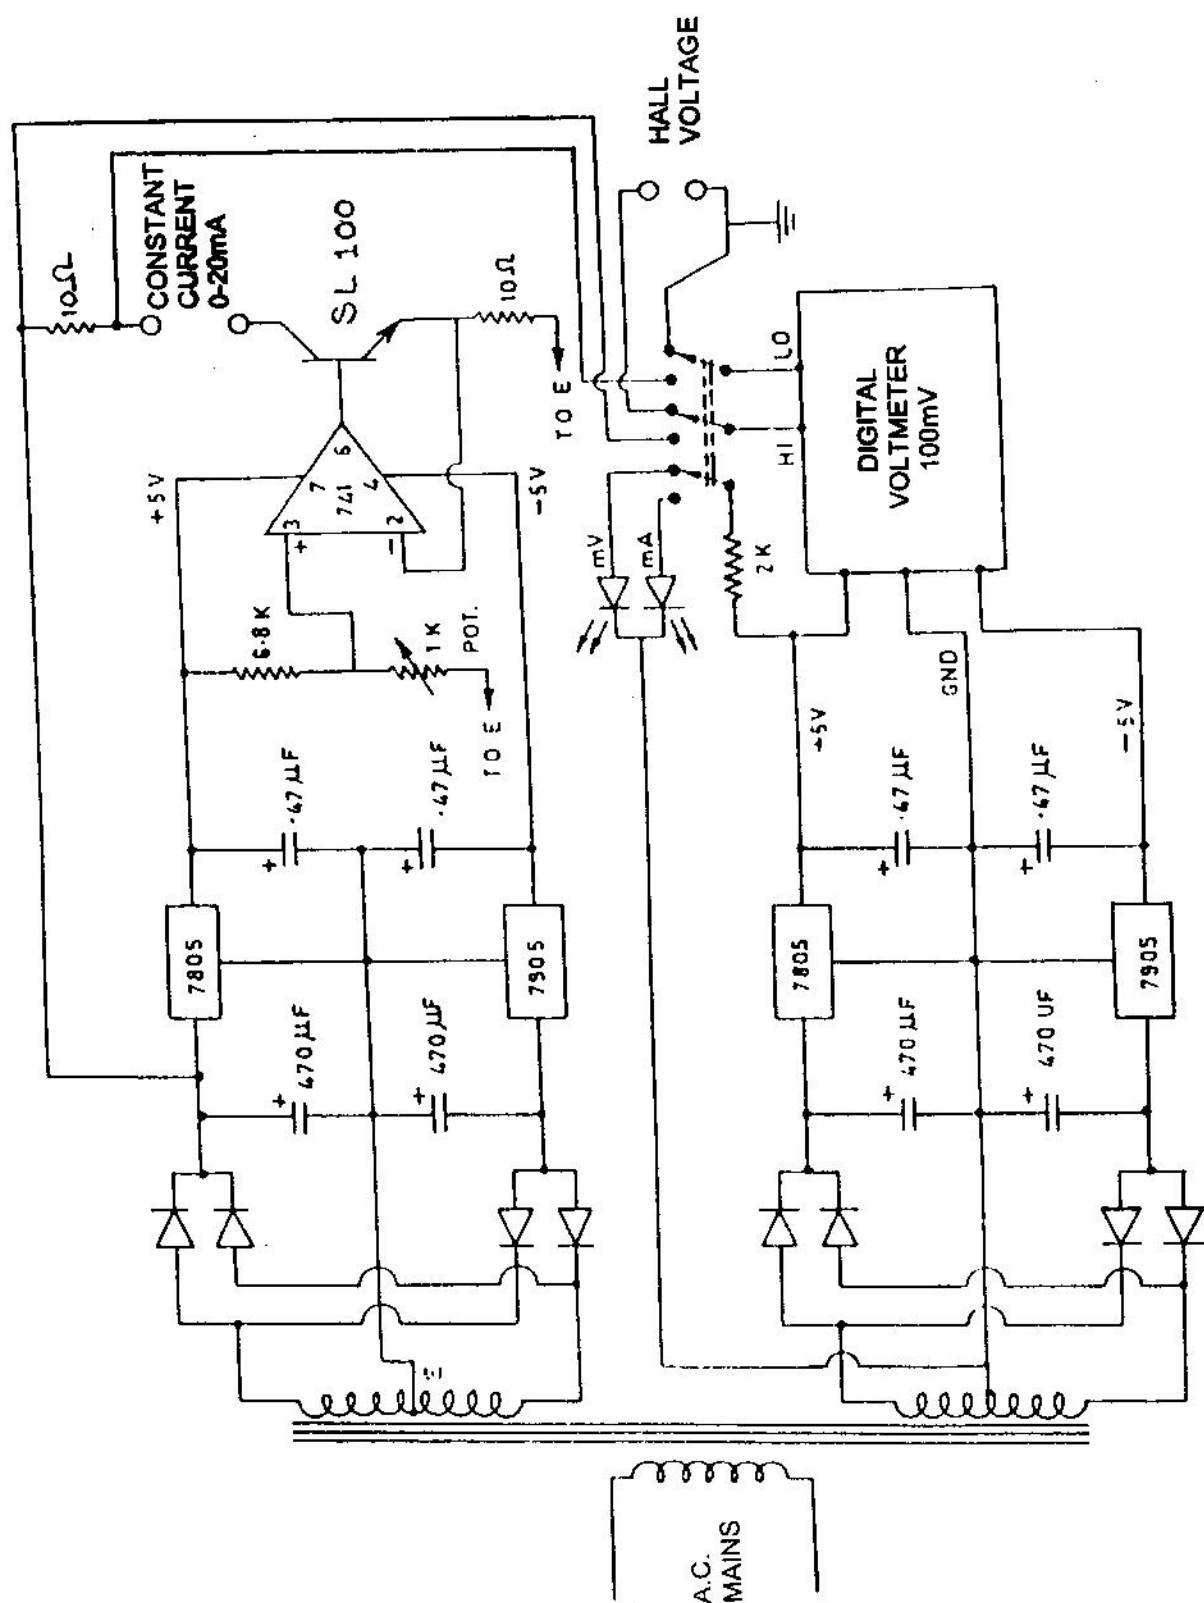 A.C.
MAINS
E
470µF
470µF
7805
7905
.47µF
.47µF
+5V
6.8K
1K
POT.
TO E
3
+
2
-
7
741
4
6
-5V
SL 100
10Ω
TO E
10Ω
CONSTANT
CURRENT
0-20mA
HALL
VOLTAGE
mV
mA
2K
470µF
470UF
7805
7905
.47µF
.47µF
+5V
GND
-5V
HI
LO
DIGITAL
VOLTMETER
100mV